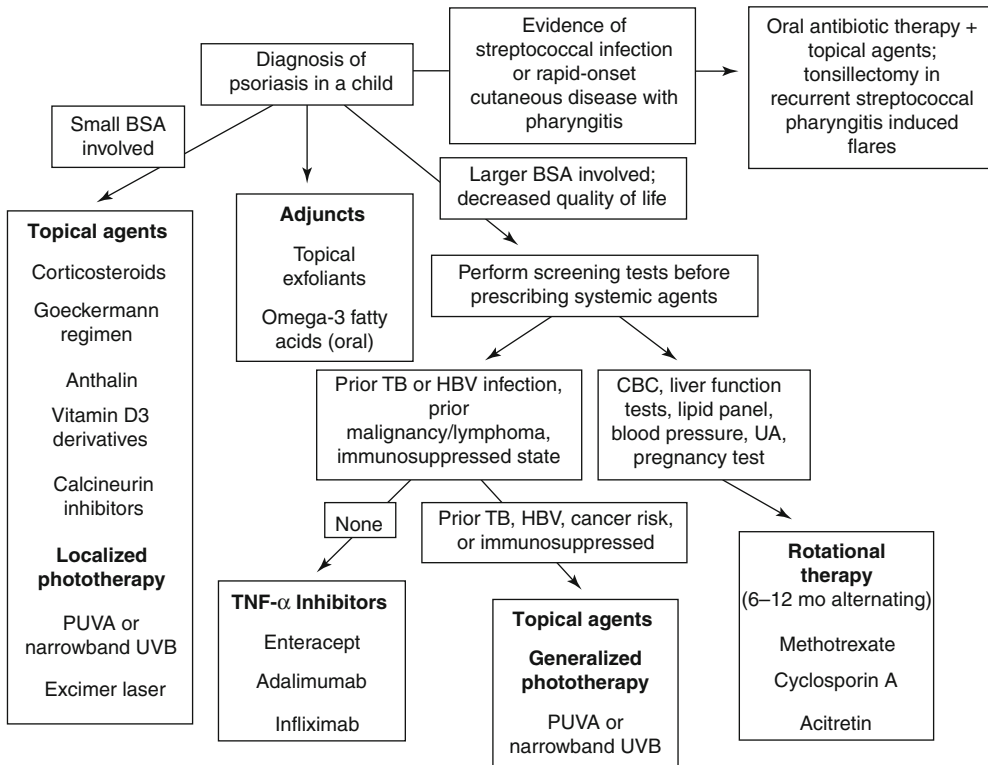 Diagnosis of
psoriasis in a child
Evidence of
streptococcal infection
or rapid-onset
cutaneous disease with
pharyngitis
Oral antibiotic therapy +
topical agents;
tonsillectomy in
recurrent streptococcal
pharyngitis induced
flares
Small BSA
involved
Larger BSA involved;
decreased quality of life
Topical agents
Corticosteroids
Goeckermann
regimen
Anthalin
Vitamin D3
derivatives
Calcineurin
inhibitors
Localized
phototherapy
PUVA or
narrowband UVB
Excimer laser
Adjuncts
Topical
exfoliants
Omega-3 fatty
acids (oral)
Perform screening tests before
prescribing systemic agents
Prior TB or HBV infection,
prior
malignancy/lymphoma,
immunosuppressed state
CBC, liver function
tests, lipid panel,
blood pressure, UA,
pregnancy test
None
Prior TB, HBV, cancer risk,
or immunosuppressed
TNF-α Inhibitors
Enteracept
Adalimumab
Infliximab
Topical agents
Generalized
phototherapy
PUVA or
narrowband UVB
Rotational
therapy
(6–12 mo alternating)
Methotrexate
Cyclosporin A
Acitretin